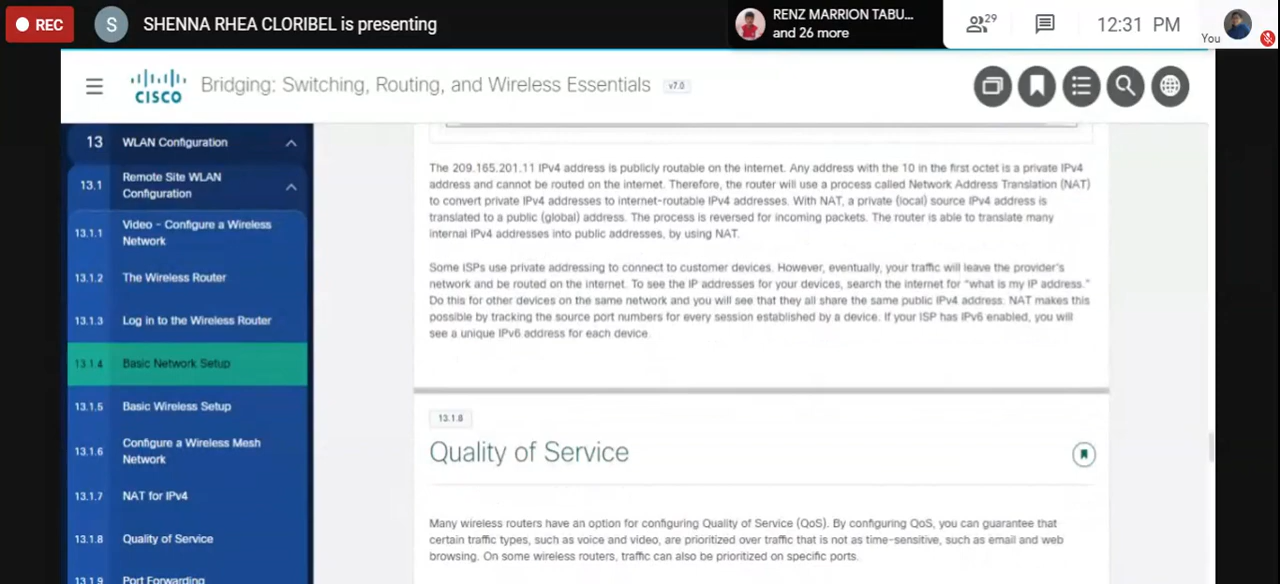 REC
S
SHENNA RHEA CLORIBEL is presenting
RENZ MARRION TABU...
and 26 more
29
12:31 PM
You
CISCO
Bridging: Switching, Routing, and Wireless Essentials
v7.0
13 WLAN Configuration
13.1 Remote Site WLAN
Configuration
13.1.1 Video - Configure a Wireless
Network
13.1.2 The Wireless Router
13.1.3 Log in to the Wireless Router
13.1.4 Basic Network Setup
13.1.5 Basic Wireless Setup
13.1.6 Configure a Wireless Mesh
Network
13.1.7 NAT for IPv4
13.1.8 Quality of Service
13.1.9 Port Forwarding
The 209.165.201.11 IPv4 address is publicly routable on the internet. Any address with the 10 in the first octet is a private IPv4
address and cannot be routed on the internet. Therefore, the router will use a process called Network Address Translation (NAT)
to convert private IPv4 addresses to internet-routable IPv4 addresses. With NAT, a private (local) source IPv4 address is
translated to a public (global) address. The process is reversed for incoming packets. The router is able to translate many
internal IPv4 addresses into public addresses, by using NAT.
Some ISPs use private addressing to connect to customer devices. However, eventually, your traffic will leave the provider's
network and be routed on the internet. To see the IP addresses for your devices, search the internet for "what is my IP address."
Do this for other devices on the same network and you will see that they all share the same public IPv4 address. NAT makes this
possible by tracking the source port numbers for every session established by a device. If your ISP has IPv6 enabled, you will
see a unique IPv6 address for each device.
13.1.8
Quality of Service
Many wireless routers have an option for configuring Quality of Service (QoS). By configuring QoS, you can guarantee that
certain traffic types, such as voice and video, are prioritized over traffic that is not as time-sensitive, such as email and web
browsing. On some wireless routers, traffic can also be prioritized on specific ports.